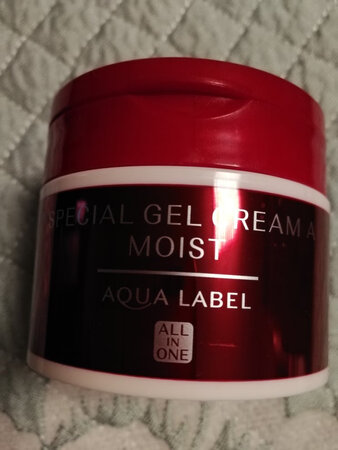 SPECIAL GEL CREAM A
MOIST
AQUA LABEL
ALL
IN
ONE